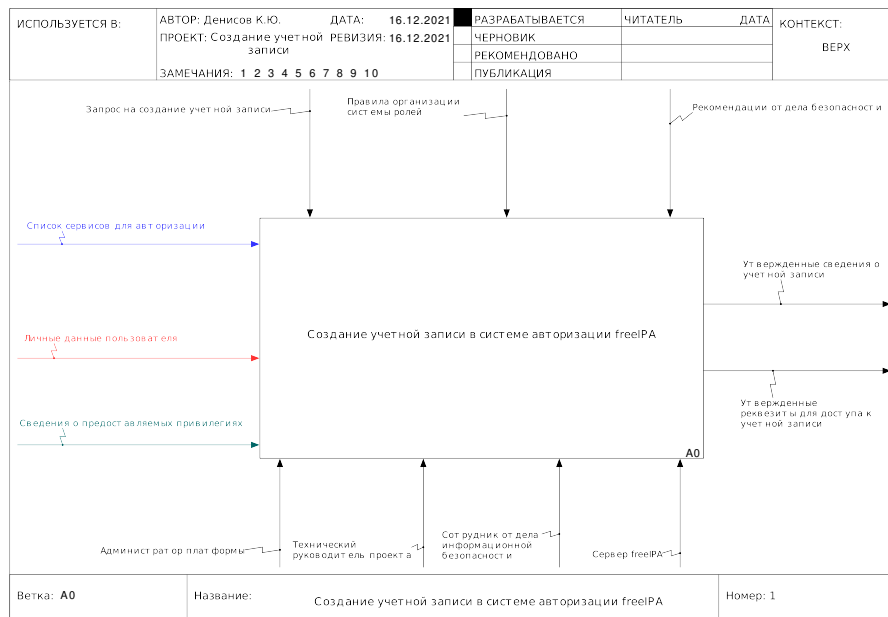 ИСПОЛЬЗУЕТСЯ В:
АВТОР: Денисов К.Ю.
ДАТА: 16.12.2021
ПРОЕКТ: Создание учетной
записи
РЕВИЗИЯ: 16.12.2021
ЗАМЕЧАНИЯ: 1 2 3 4 5 6 7 8 9 10
РАЗРАБАТЫВАЕТСЯ
ЧЕРНОВИК
РЕКОМЕНДОВАНО
ПУБЛИКАЦИЯ
ЧИТАТЕЛЬ
ДАТА
КОНТЕКСТ:
ВЕРХ
Запрос на создание учетной записи
Правила организации
системы ролей
Рекомендации отдела безопасности
Список сервисов для авторизации
Личные данные пользователя
Сведения о предоставляемых привилегиях
Создание учетной записи в системе авторизации freeIPA
A0
Утвержденные сведения о
учетной записи
Утвержденные
реквезиты для доступа к
учетной записи
Администратор платформы
Технический
руководитель проекта
Сотрудник отдела
информационной
безопасности
Сервер freeIPA
Ветка: A0
Название:
Создание учетной записи в системе авторизации freeIPA
Номер: 1